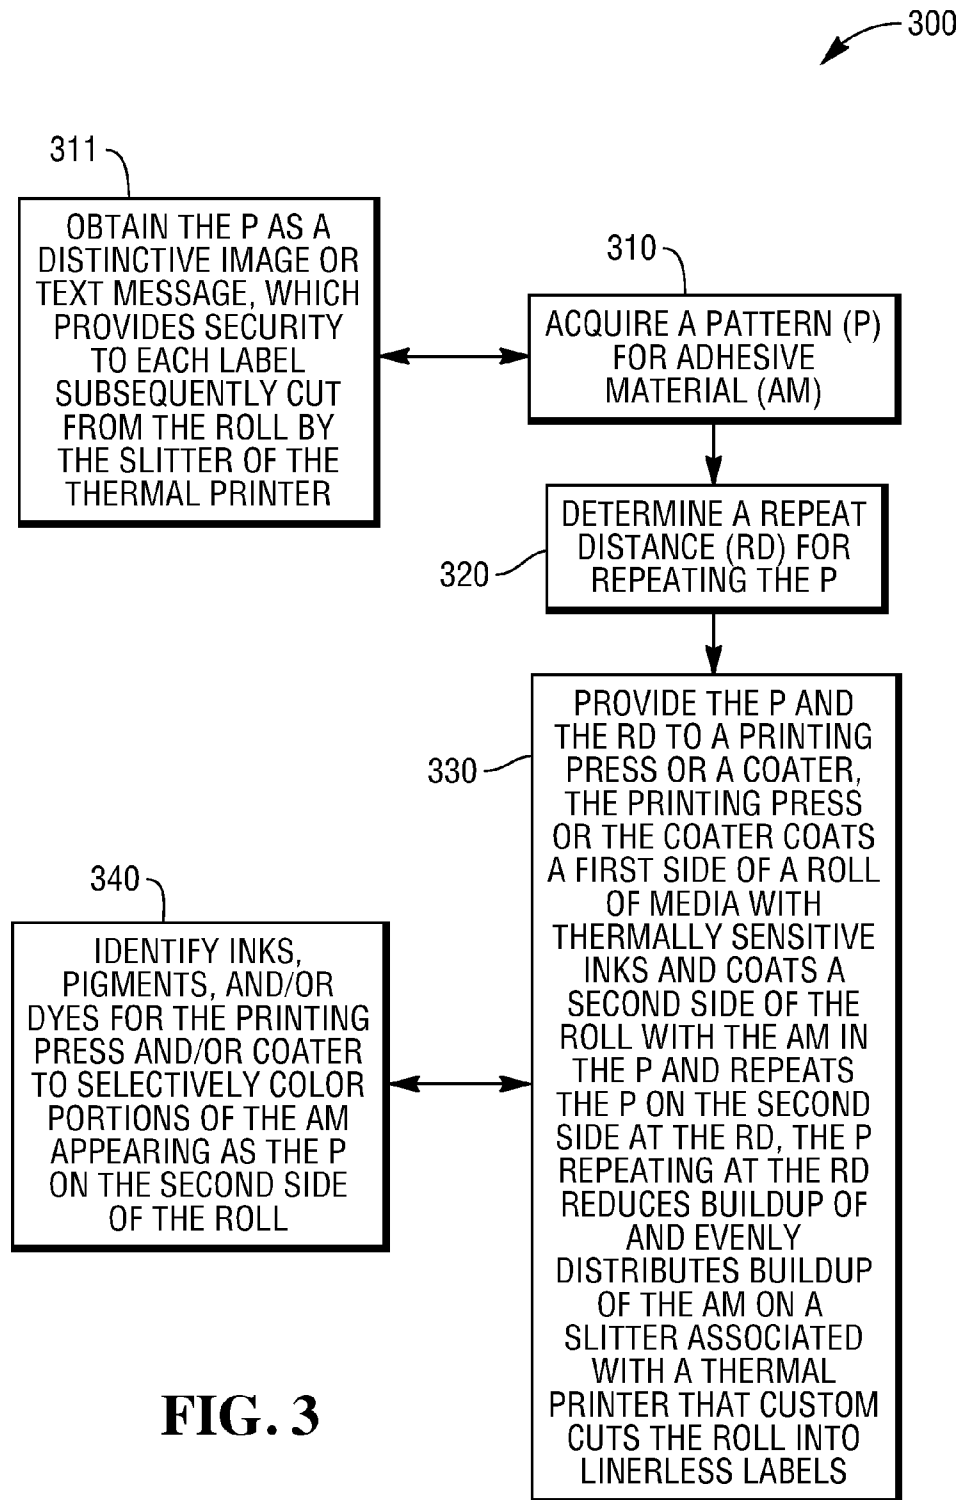 300
311
OBTAIN THE P AS A
DISTINCTIVE IMAGE OR
TEXT MESSAGE, WHICH
PROVIDES SECURITY
TO EACH LABEL
SUBSEQUENTLY CUT
FROM THE ROLL BY
THE SLITTER OF THE
THERMAL PRINTER
310
ACQUIRE A PATTERN (P)
FOR ADHESIVE
MATERIAL (AM)
320
DETERMINE A REPEAT
DISTANCE (RD) FOR
REPEATING THE P
330
PROVIDE THE P AND
THE RD TO A PRINTING
PRESS OR A COATER,
THE PRINTING PRESS
OR THE COATER COATS
A FIRST SIDE OF A ROLL
OF MEDIA WITH
THERMALLY SENSITIVE
INKS AND COATS A
SECOND SIDE OF THE
ROLL WITH THE AM IN
THE P AND REPEATS
THE P ON THE SECOND
SIDE AT THE RD, THE P
REPEATING AT THE RD
REDUCES BUILDUP OF
AND EVENLY
DISTRIBUTES BUILDUP
OF THE AM ON A
SLITTER ASSOCIATED
WITH A THERMAL
PRINTER THAT CUSTOM
CUTS THE ROLL INTO
LINERLESS LABELS
340
IDENTIFY INKS,
PIGMENTS, AND/OR
DYES FOR THE PRINTING
PRESS AND/OR COATER
TO SELECTIVELY COLOR
PORTIONS OF THE AM
APPEARING AS THE P
ON THE SECOND SIDE
OF THE ROLL
FIG. 3